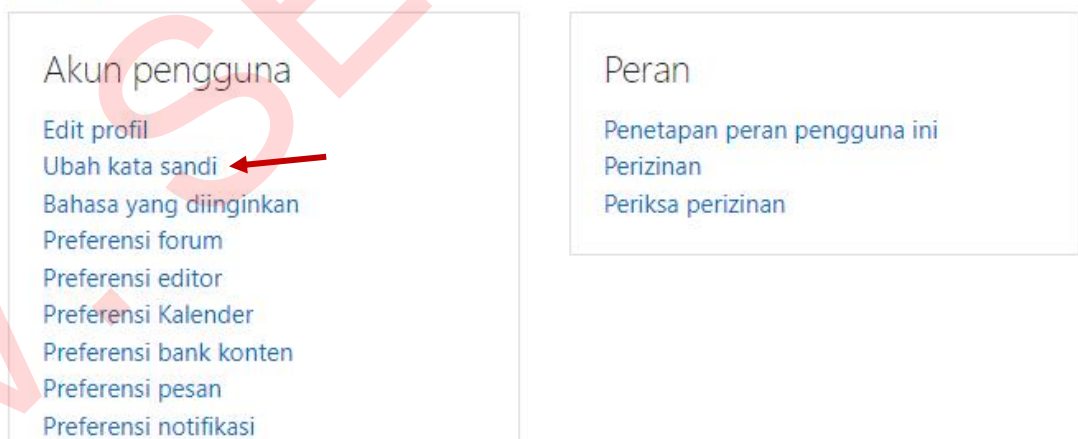 Akun pengguna
Edit profil
Ubah kata sandi
Bahasa yang diinginkan
Preferensi forum
Preferensi editor
Preferensi Kalender
Preferensi bank konten
Preferensi pesan
Preferensi notifikasi
Peran
Penetapan peran pengguna ini
Perizinan
Periksa perizinan